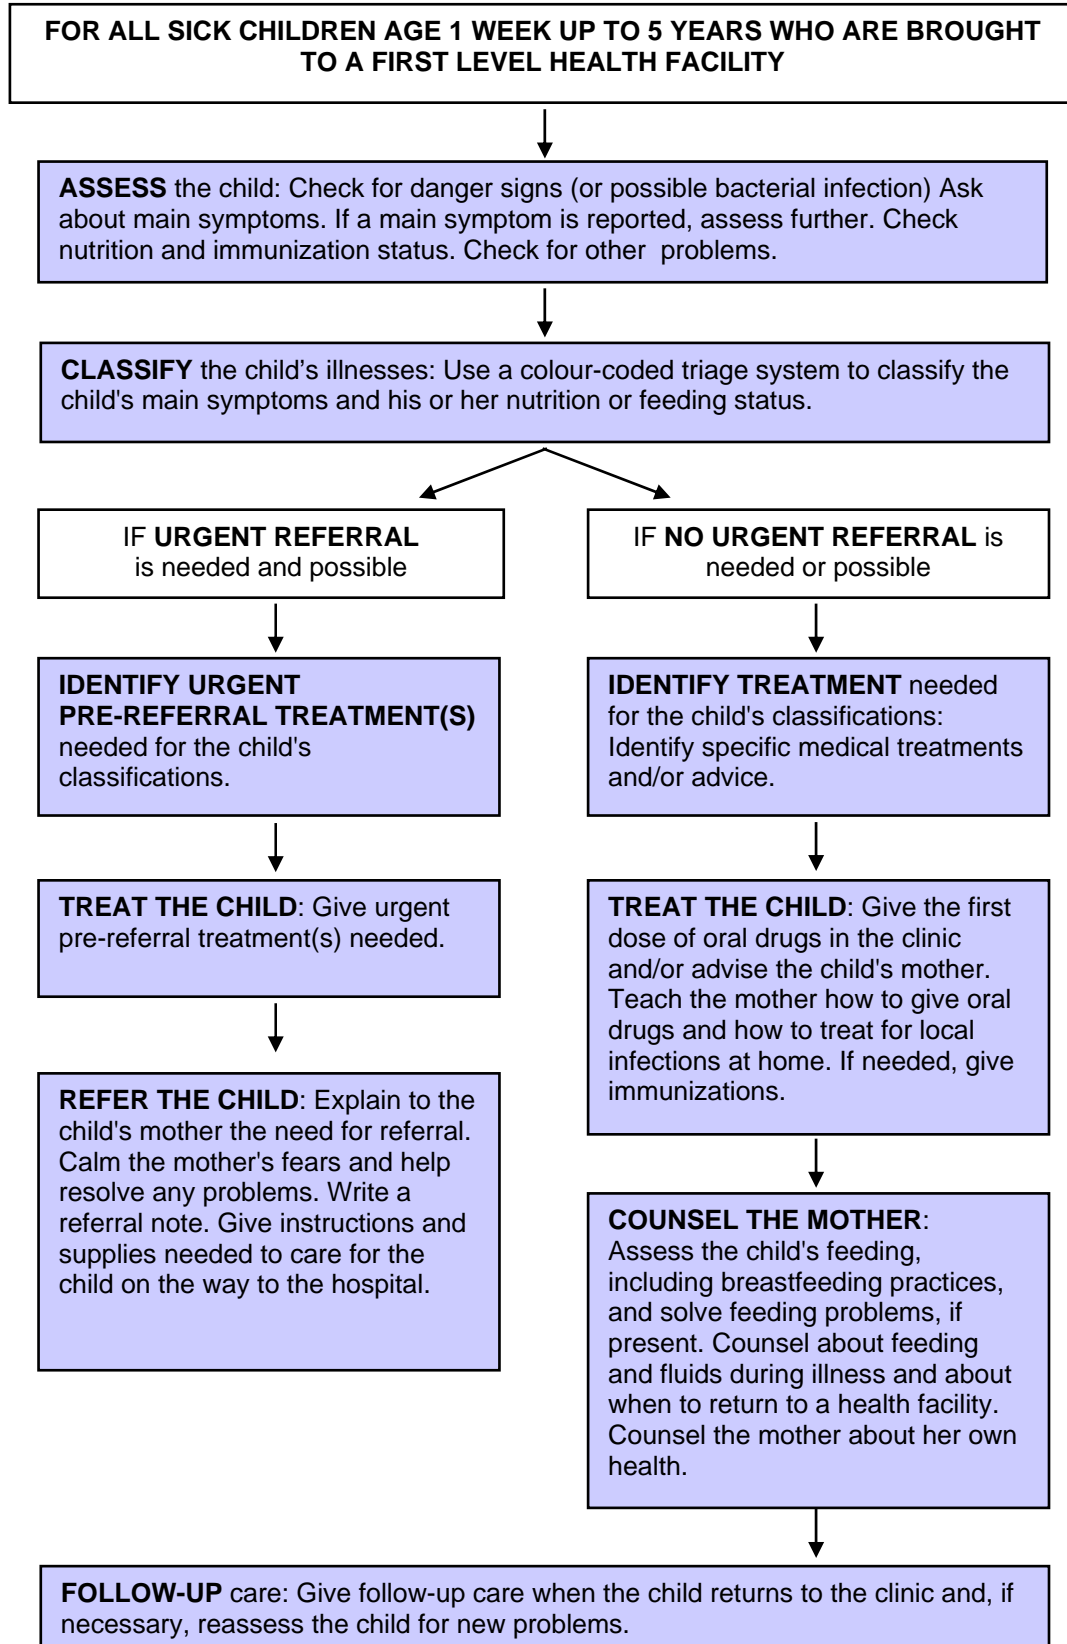 FOR ALL SICK CHILDREN AGE 1 WEEK UP TO 5 YEARS WHO ARE BROUGHT
TO A FIRST LEVEL HEALTH FACILITY
ASSESS the child: Check for danger signs (or possible bacterial infection) Ask
about main symptoms. If a main symptom is reported, assess further. Check
nutrition and immunization status. Check for other problems.
CLASSIFY the child’s illnesses: Use a colour-coded triage system to classify the
child's main symptoms and his or her nutrition or feeding status.
IF URGENT REFERRAL
is needed and possible
IDENTIFY URGENT
PRE-REFERRAL TREATMENT(S)
needed for the child's
classifications.
TREAT THE CHILD: Give urgent
pre-referral treatment(s) needed.
REFER THE CHILD: Explain to the
child's mother the need for referral.
Calm the mother's fears and help
resolve any problems. Write a
referral note. Give instructions and
supplies needed to care for the
child on the way to the hospital.
IF NO URGENT REFERRAL is
needed or possible
IDENTIFY TREATMENT needed
for the child's classifications:
Identify specific medical treatments
and/or advice.
TREAT THE CHILD: Give the first
dose of oral drugs in the clinic
and/or advise the child's mother.
Teach the mother how to give oral
drugs and how to treat for local
infections at home. If needed, give
immunizations.
COUNSEL THE MOTHER:
Assess the child's feeding,
including breastfeeding practices,
and solve feeding problems, if
present. Counsel about feeding
and fluids during illness and about
when to return to a health facility.
Counsel the mother about her own
health.
FOLLOW-UP care: Give follow-up care when the child returns to the clinic and, if
necessary, reassess the child for new problems.